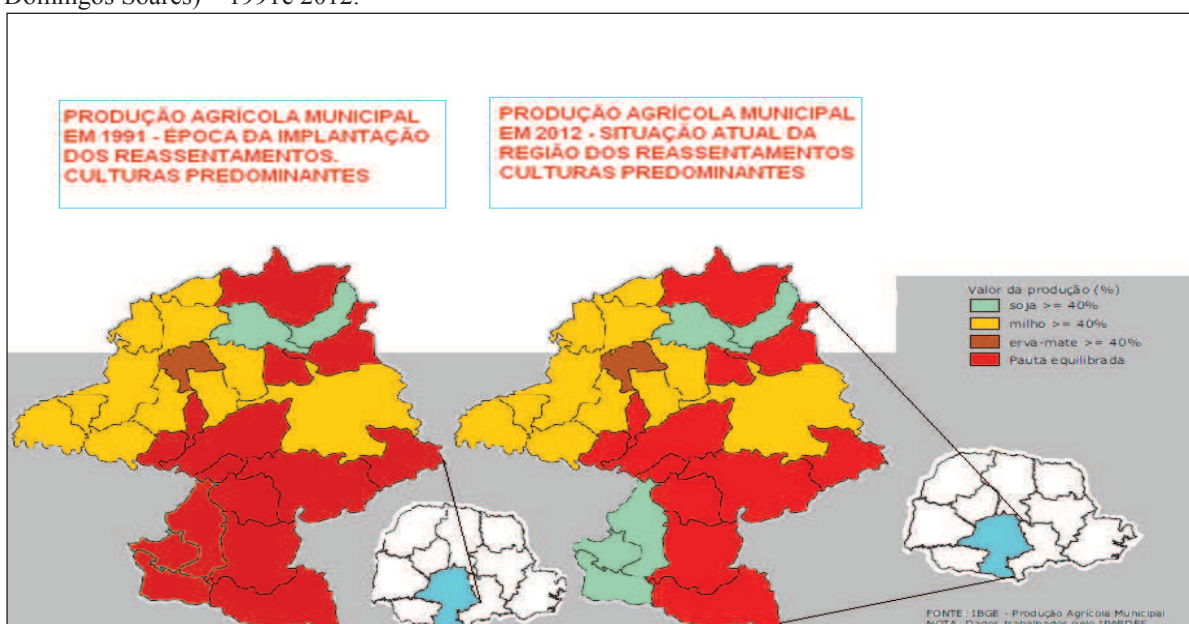 Domingos Soares) – 1991e 2012.
PRODUÇÃO AGRÍCOLA MUNICIPAL
EM 1991 - ÉPOCA DA IMPLANTAÇÃO
DOS REASSENTAMENTOS.
CULTURAS PREDOMINANTES
PRODUÇÃO AGRÍCOLA MUNICIPAL
EM 2012 - SITUAÇÃO ATUAL DA
REGIÃO DOS REASSENTAMENTOS
CULTURAS PREDOMINANTES
Valor da produção (%)
soja >= 40%
milho >= 40%
erva-mate >= 40%
Pauta equilibrada
FONTE: IBGE - Produção Agrícola Municipal
NOTA: Dados trabalhados pelo IPARDES